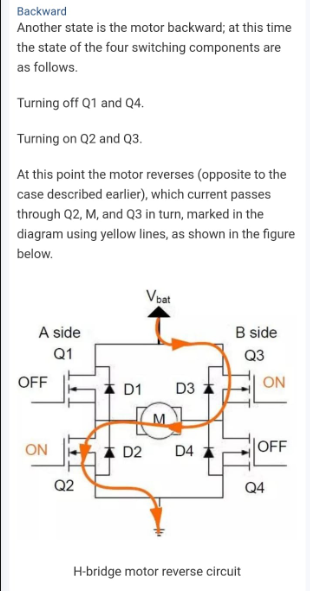 Backward
Another state is the motor backward; at this time
the state of the four switching components are
as follows.
Turning off Q1 and Q4.
Turning on Q2 and Q3.
At this point the motor reverses (opposite to the
case described earlier), which current passes
through Q2, M, and Q3 in turn, marked in the
diagram using yellow lines, as shown in the figure
below.
Vbat
A side
B side
Q1
Q3
OFF
D1
D3
ON
M
ON
D2
D4
OFF
Q2
Q4
H-bridge motor reverse circuit